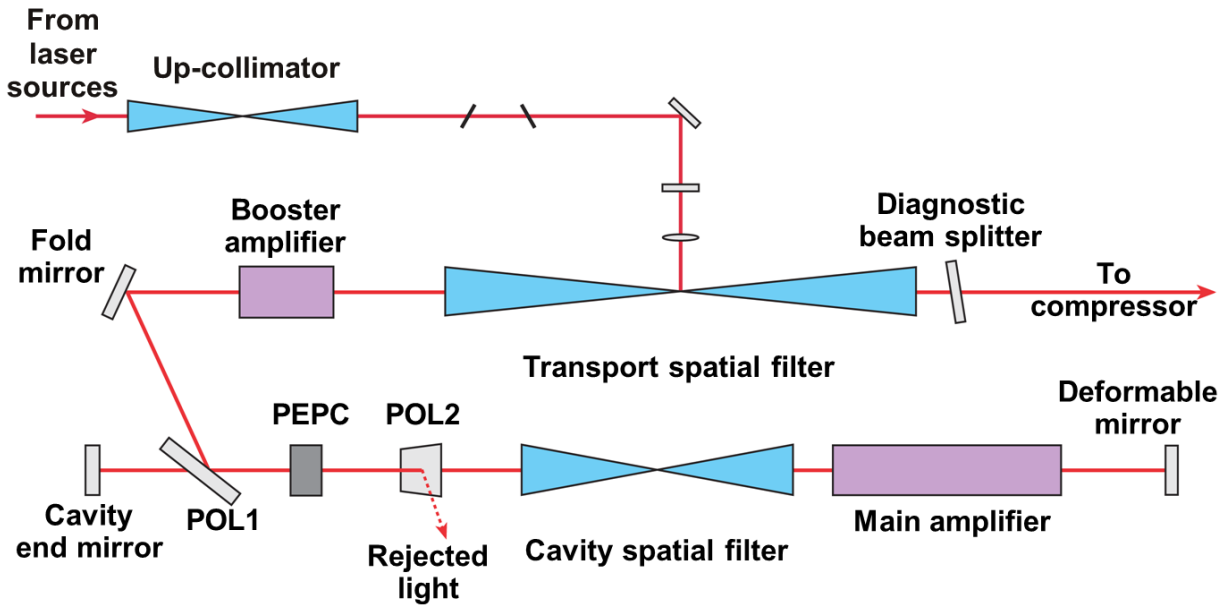 From
laser
sources
Up-collimator
Booster
amplifier
Fold
mirror
Diagnostic
beam splitter
To
compressor
Transport spatial filter
Deformable
mirror
PEPC
POL2
Cavity
end mirror
POL1
Rejected
light
Cavity spatial filter
Main amplifier